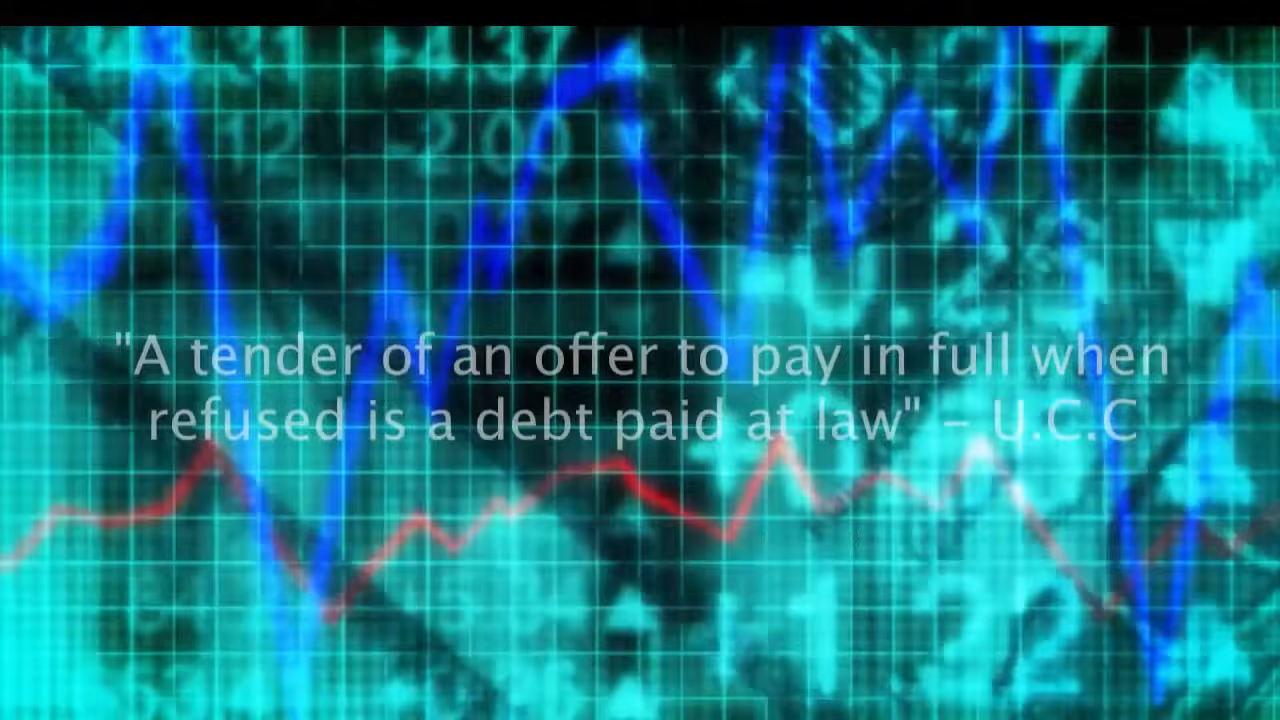 "A tender of an offer to pay in full when
refused is a debt paid at law" – U.C.C